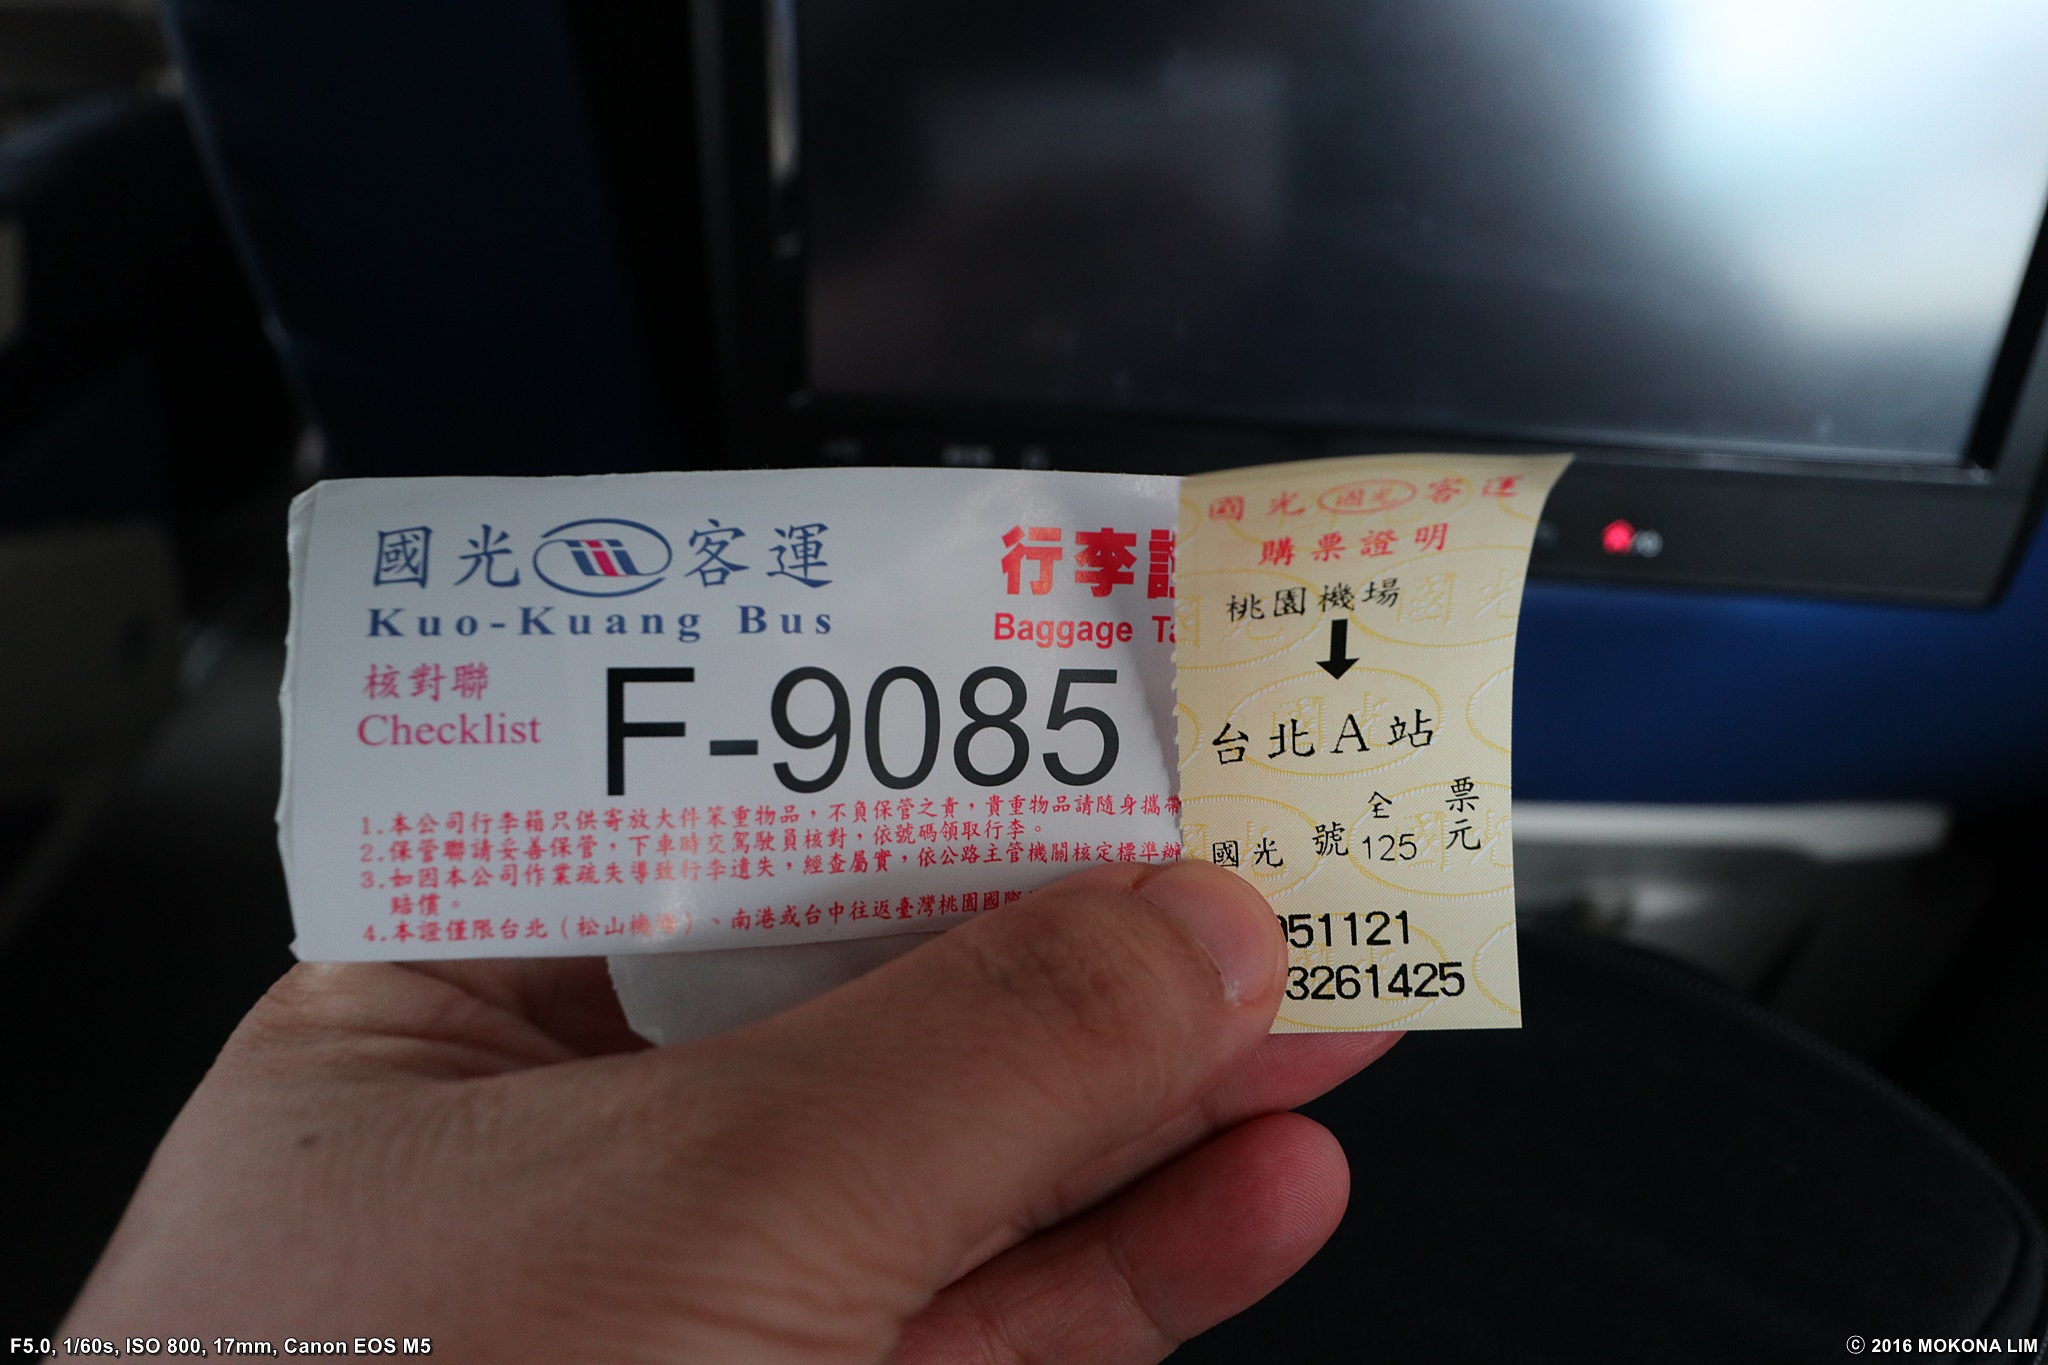 國光客運
Kuo-Kuang Bus
行李
Baggage
核對聯
Checklist
F-9085
1.本公司行李箱只供寄放大件笨重物品，不負保管之責，貴重物品請隨身攜帶
2.保管聯請妥善保管，下車時交駕駛員核對，依號碼領取行李。
3.如因本公司作業疏失導致行李遺失，經查屬實，依公路主管機關核定標準辦
賠償。
4.本證僅限台北（松山機場）、南港或台中往返臺灣桃園國際
國光 國光 客運
購票證明
桃園機場
台北A站
全 票
國光 號 125 元
051121
3261425
F5.0, 1/60s, ISO 800, 17mm, Canon EOS M5
© 2016 MOKONA LIM